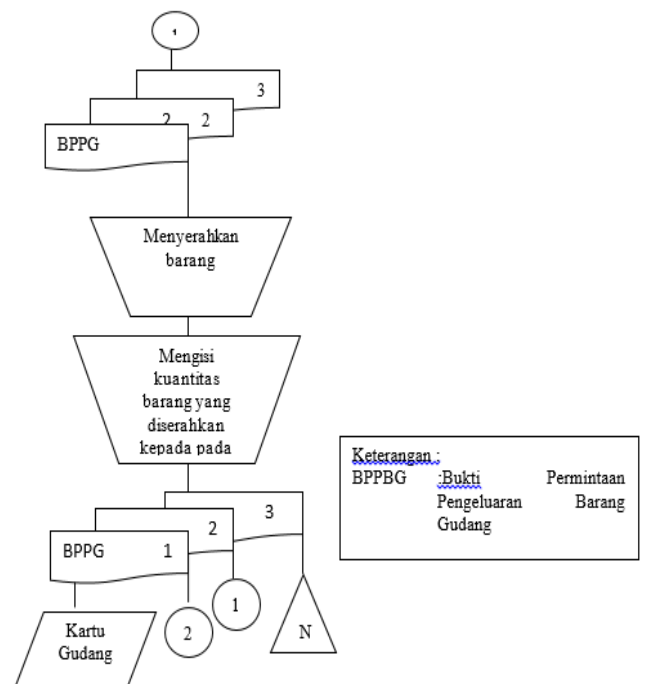 1
3
2 2
BPPG
Menyerahkan
barang
Mengisi
kuantitas
barang yang
diserahkan
kepada pada
3
2
BPPG 1
Kartu
Gudang
2
1
N
Keterangan :
BPPBG :Bukti Permintaan
Pengeluaran Barang
Gudang